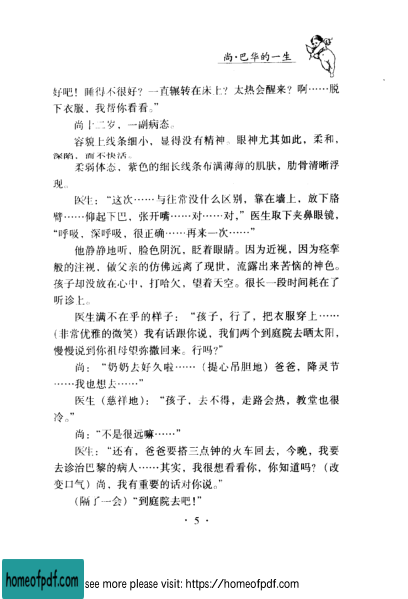 尚·巴华的一生
好吧！睡得不很好？一直辗转在床上？太热会醒来？啊……脱
下衣服，我帮你看看。”
尚十二岁，一副病态。
容貌上线条细小，显得没有精神。眼神尤其如此，柔和，
深陷，而不快活。
柔弱体态，紫色的细长线条布满薄薄的肌肤，肋骨清晰浮
现。
医生：“这次……与往常没什么区别，靠在墙上，放下胳
臂……仰起下巴，张开嘴……对……对，”医生取下夹鼻眼镜，
“呼吸，深呼吸，很正确……再来一次……”
他静静地听，脸色阴沉，眨着眼睛。因为近视，因为痉挛
般的注视，做父亲的仿佛远离了现世，流露出来苦恼的神色。
孩子却没放在心中，打哈欠，望着天空。很长一段时间耗在了
听诊上。
医生满不在乎的样子：“孩子，行了，把衣服穿上……
(非常优雅的微笑) 我有话跟你说，我们两个到庭院去晒太阳，
慢慢说到你祖母望弥撒回来。行吗？”
尚：“奶奶去好久啦…… (提心吊胆地) 爸爸，降灵节
……我也想去……”
医生 (慈祥地)：“孩子，去不得，走路会热，教堂也很
冷。”
尚：“不是很远嘛……”
医生：“还有，爸爸要搭三点钟的火车回去，今晚，我要
去诊治巴黎的病人……其实，我很想看看你，你知道吗？(改
变口气) 尚，我有重要的话对你说。”
(隔了一会) “到庭院去吧！”
· 5 ·
homeofpdf.com
see more please visit: https://homeofpdf.com